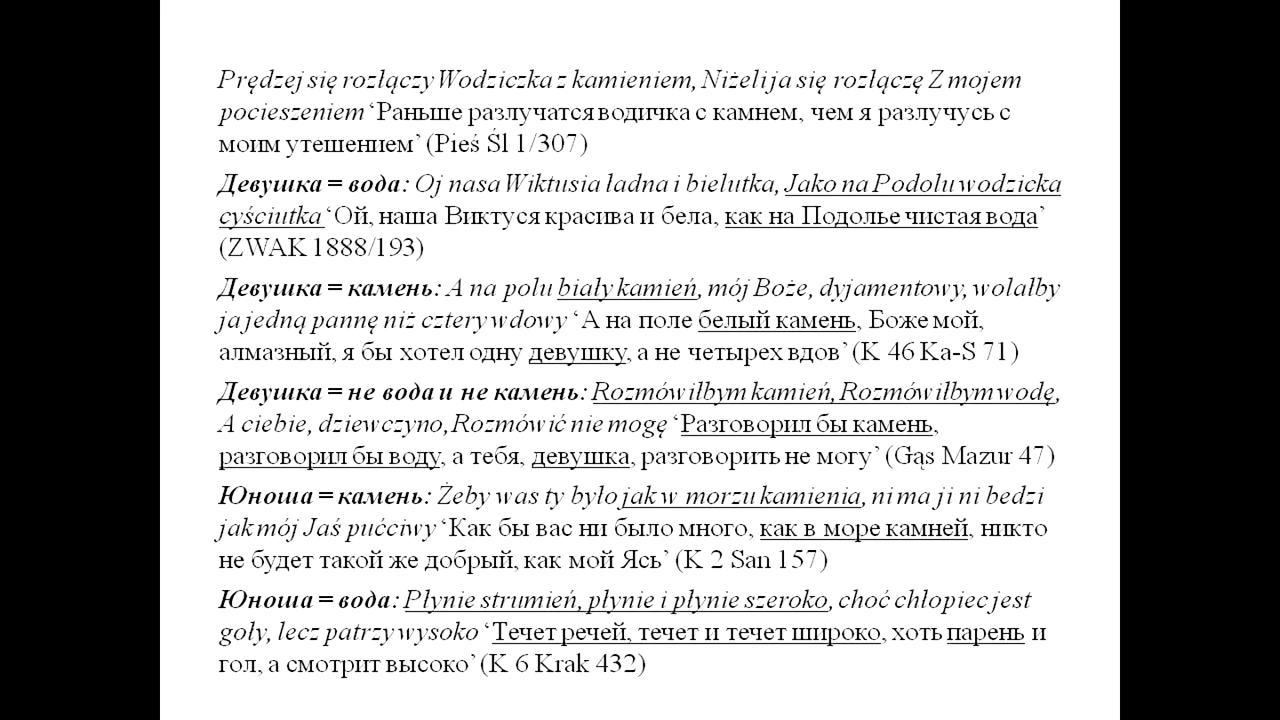 Prędzej się rozłączy Wodziczka z kamieniem, Niżeli ja się rozłączę Z mojem
pocieszeniem ‘Раньше разлучатся водичка с камнем, чем я разлучусь с
моим утешением’ (Pieś Śl 1/307)
Девушка = вода: Oj nasa Wiktusia ładna i bielutka, Jako na Podolu wodzicka
cyściutka ‘Ой, наша Виктуся красива и бела, как на Подолье чистая вода’
(ZWAK 1888/193)
Девушка = камень: A na polu biały kamień, mój Boże, dyjamentowy, wolałby
ja jedną pannę niż cztery wdowy ‘А на поле белый камень, Боже мой,
алмазный, я бы хотел одну девушку, а не четырех вдов’ (K 46 Ka-S 71)
Девушка = не вода и не камень: Rozmówiłbym kamień, Rozmówiłbym wodę,
A ciebie, dziewczyno, Rozmówić nie mogę ‘Разговорил бы камень,
разговорил бы воду, а тебя, девушка, разговорить не могу’ (Gąs Mazur 47)
Юноша = камень: Żeby was ty było jak w morzu kamienia, ni ma ji ni bedzi
jak mój Jaś pućciwy ‘Как бы вас ни было много, как в море камней, никто
не будет такой же добрый, как мой Ясь’ (K 2 San 157)
Юноша = вода: Płynie strumień, płynie i płynie szeroko, choć chłopiec jest
goły, lecz patrzy wysoko ‘Течет речей, течет и течет широко, хоть парень и
гол, а смотрит высоко’ (K 6 Krak 432)